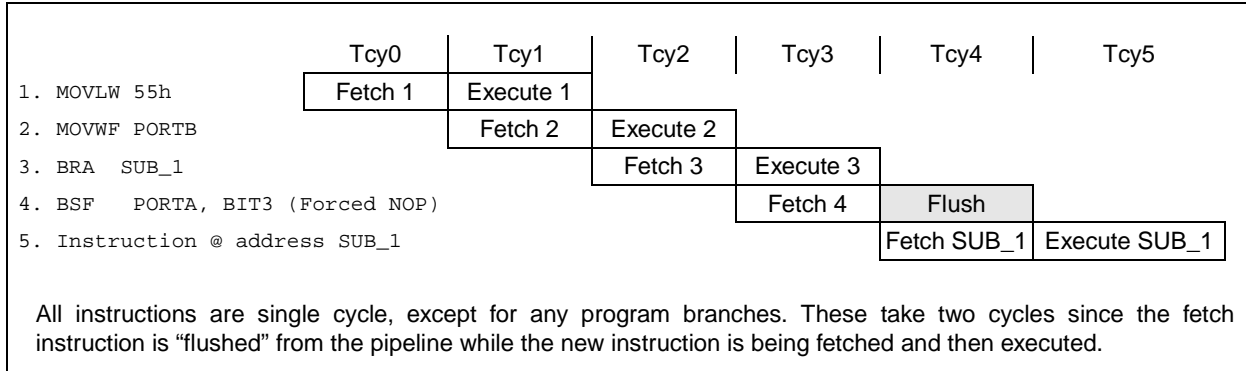 Tcy0 Tcy1 Tcy2 Tcy3 Tcy4 Tcy5
1. MOVLW 55h Fetch 1 Execute 1
2. MOVWF PORTB Fetch 2 Execute 2
3. BRA SUB_1 Fetch 3 Execute 3
4. BSF PORTA, BIT3 (Forced NOP) Fetch 4 Flush
5. Instruction @ address SUB_1 Fetch SUB_1 Execute SUB_1
All instructions are single cycle, except for any program branches. These take two cycles since the fetch
instruction is “flushed” from the pipeline while the new instruction is being fetched and then executed.